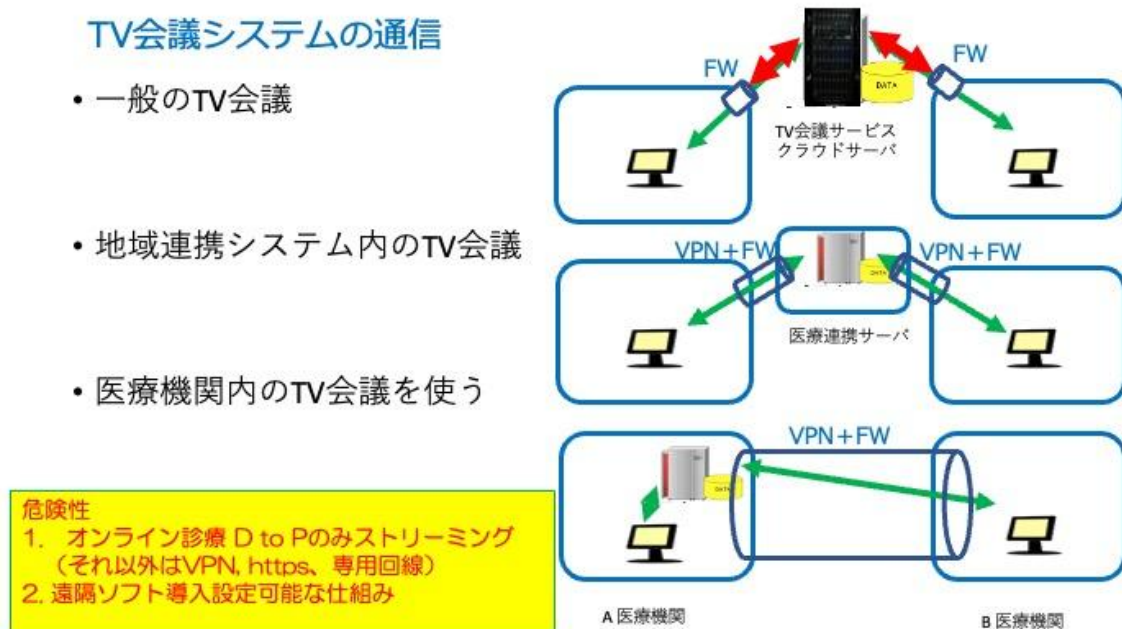 TV会議システムの通信
• 一般のTV会議
• 地域連携システム内のTV会議
• 医療機関内のTV会議を使う
危険性
1. オンライン診療 D to Pのみストリーミング
（それ以外はVPN, https、専用回線）
2. 遠隔ソフト導入設定可能な仕組み
FW
FW
DATA
TV会議サービス
クラウドサーバ
VPN+FW
VPN+FW
DATA
医療連携サーバ
VPN+FW
DATA
A 医療機関
B 医療機関